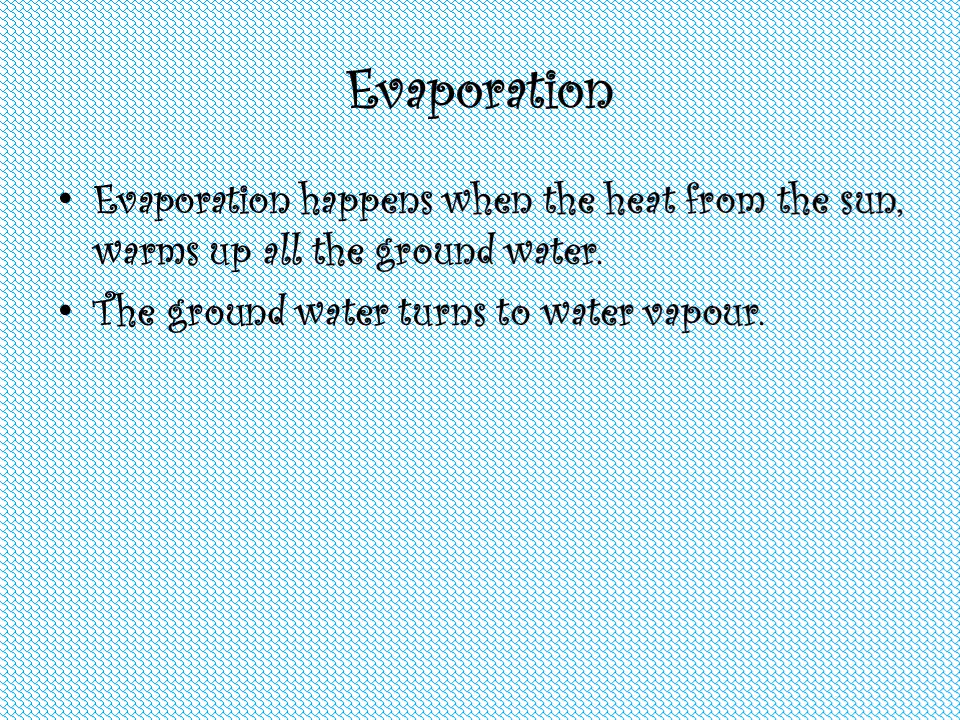 Evaporation
• Evaporation happens when the heat from the sun,
warms up all the ground water.
• The ground water turns to water vapour.